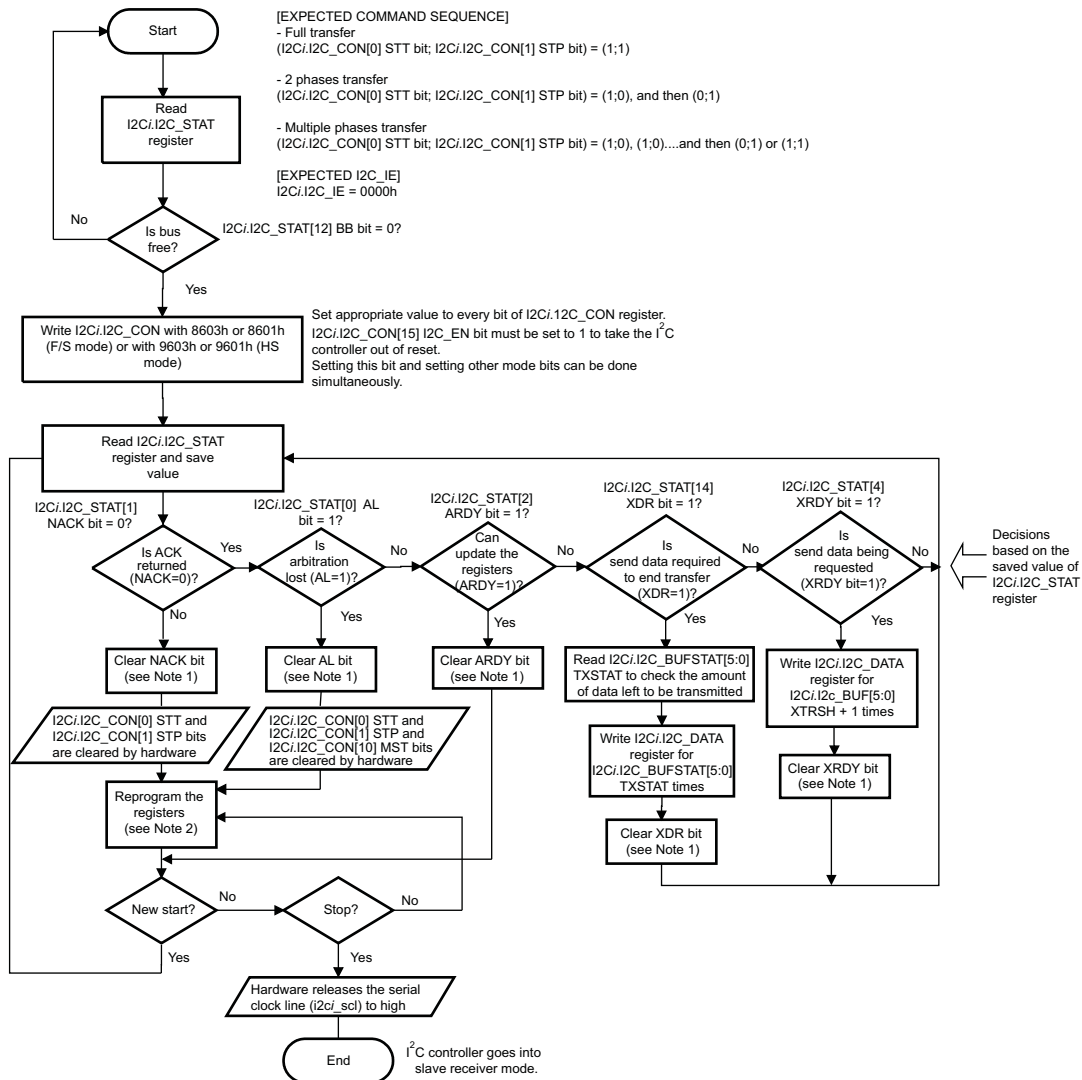 Start
[EXPECTED COMMAND SEQUENCE]
- Full transfer
(I2Ci.I2C_CON[0] STT bit; I2Ci.I2C_CON[1] STP bit) = (1;1)
- 2 phases transfer
(I2Ci.I2C_CON[0] STT bit; I2Ci.I2C_CON[1] STP bit) = (1;0), and then (0;1)
- Multiple phases transfer
(I2Ci.I2C_CON[0] STT bit; I2Ci.I2C_CON[1] STP bit) = (1;0), (1;0)....and then (0;1) or (1;1)
[EXPECTED I2C_IE]
I2Ci.I2C_IE = 0000h
Read
I2Ci.I2C_STAT
register
No
Is bus
free?
I2Ci.I2C_STAT[12] BB bit = 0?
Yes
Write I2Ci.I2C_CON with 8603h or 8601h
(F/S mode) or with 9603h or 9601h (HS
mode)
Set appropriate value to every bit of I2Ci.12C_CON register.
I2Ci.I2C_CON[15] I2C_EN bit must be set to 1 to take the I2C
controller out of reset.
Setting this bit and setting other mode bits can be done
simultaneously.
Read I2Ci.I2C_STAT
register and save
value
I2Ci.I2C_STAT[1]
NACK bit = 0?
Is ACK
returned
(NACK=0)?
Yes
No
I2Ci.I2C_STAT[0] AL
bit = 1?
Is
arbitration
lost (AL=1)?
No
Yes
I2Ci.I2C_STAT[2]
ARDY bit = 1?
Can
update the
registers
(ARDY=1)?
No
Yes
I2Ci.I2C_STAT[14]
XDR bit = 1?
Is
send data required
to end transfer
(XDR=1)?
No
Yes
I2Ci.I2C_STAT[4]
XRDY bit = 1?
Is
send data being
requested
(XRDY bit=1)?
No
Yes
Decisions
based on the
saved value of
I2Ci.I2C_STAT
register
Clear NACK bit
(see Note 1)
Clear AL bit
(see Note 1)
Clear ARDY bit
(see Note 1)
Read I2Ci.I2C_BUFSTAT[5:0]
TXSTAT to check the amount
of data left to be transmitted
Write I2Ci.I2C_DATA
register for
I2Ci.I2c_BUF[5:0]
XTRSH + 1 times
I2Ci.I2C_CON[0] STT and
I2Ci.I2C_CON[1] STP bits
are cleared by hardware
I2Ci.I2C_CON[0] STT and
I2Ci.I2C_CON[1] STP and
I2Ci.I2C_CON[10] MST bits
are cleared by hardware
Write I2Ci.I2C_DATA
register for
I2Ci.I2C_BUFSTAT[5:0]
TXSTAT times
Clear XRDY bit
(see Note 1)
Reprogram the
registers
(see Note 2)
Clear XDR bit
(see Note 1)
New start?
No
Yes
Stop?
No
Yes
Hardware releases the serial
clock line (i2ci_scl) to high
End
I2C controller goes into
slave receiver mode.